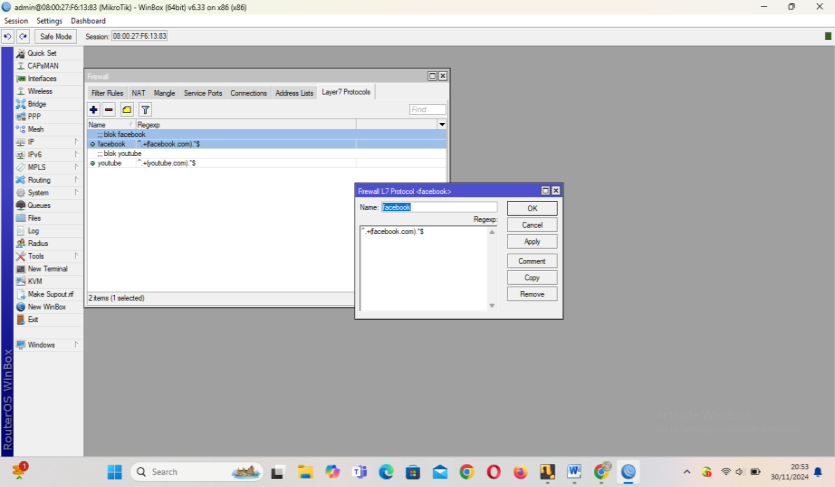 admin@08:00:27:F6:13:83 (MikroTik) - WinBox (64bit) v6.33 on x86 (x86)
Session Settings Dashboard
Safe Mode Session: 08:00:27:F6:13:83
Quick Set
CAPsMAN
Interfaces
Wireless
Bridge
PPP
Mesh
IP
IPv6
MPLS
Routing
System
Queues
Files
Log
Radius
Tools
New Terminal
KVM
Make Supout.rif
New WinBox
Exit
Windows
RouterOS WinBox
Firewall
Filter Rules NAT Mangle Service Ports Connections Address Lists Layer7 Protocols
Find
Name Regexp
;;; blok facebook
facebook ^.+(facebook.com).*$
;;; blok youtube
youtube ^.+(youtube.com).*$
2 items (1 selected)
Firewall L7 Protocol <facebook>
Name: facebook
Regexp:
^.+(facebook.com).*$
OK
Cancel
Apply
Comment
Copy
Remove
Search
20:53
30/11/2024